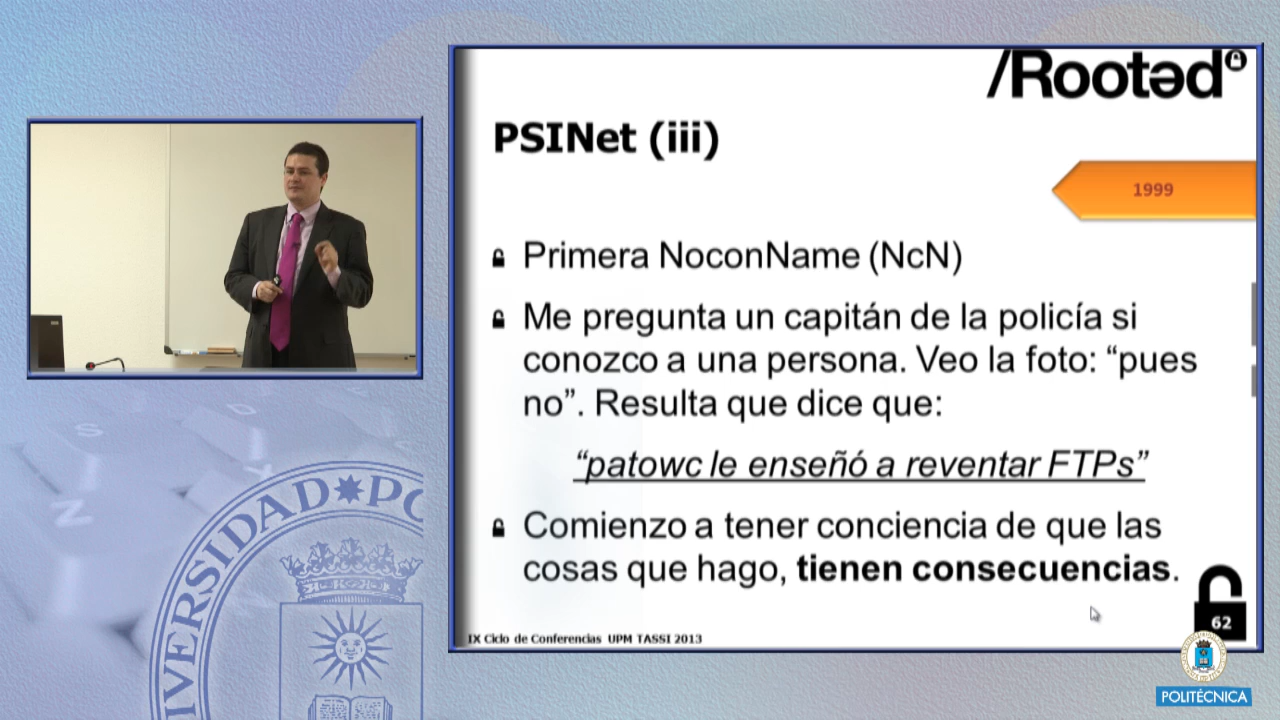 /Rootəd
PSINet (iii)
1999
Primera NoconName (NcN)
Me pregunta un capitán de la policía si
conozco a una persona. Veo la foto: “pues
no”. Resulta que dice que:
“patowc le enseñó a reventar FTPs”
Comienzo a tener conciencia de que las
cosas que hago, tienen consecuencias.
IX Ciclo de Conferencias UPM TASSI 2013
62
POLITÉCNICA
VERSIDAD PO
S
D
N